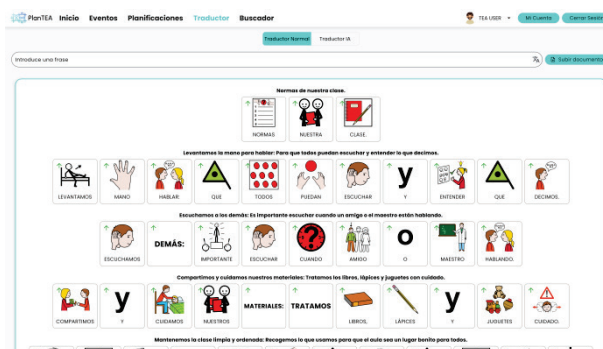 PlanTEA Inicio Eventos Planificaciones Traductor Buscador TEA USER Mi Cuenta Cerrar Sesión
Traductor Normal Traductor IA
Introduce una frase Subir documento
Normas de nuestra clase.
NORMAS NUESTRA CLASE.
Levantamos la mano para hablar: Para que todos puedan escuchar y entender lo que decimos.
LEVANTAMOS MANO HABLAR: QUE TODOS PUEDAN ESCUCHAR Y ENTENDER QUE DECIMOS.
Escuchamos a los demás: Es importante escuchar cuando un amigo o el maestro están hablando.
ESCUCHAMOS DEMÁS: IMPORTANTE ESCUCHAR CUANDO AMIGO O MAESTRO HABLANDO.
Compartimos y cuidamos nuestros materiales: Tratamos los libros, lápices y juguetes con cuidado.
COMPARTIMOS Y CUIDAMOS NUESTROS MATERIALES: TRATAMOS LIBROS, LÁPICES Y JUGUETES CUIDADO.
Mantenemos la clase limpia y ordenada: Recogemos lo que usamos para que el aula sea un lugar bonito para todos.